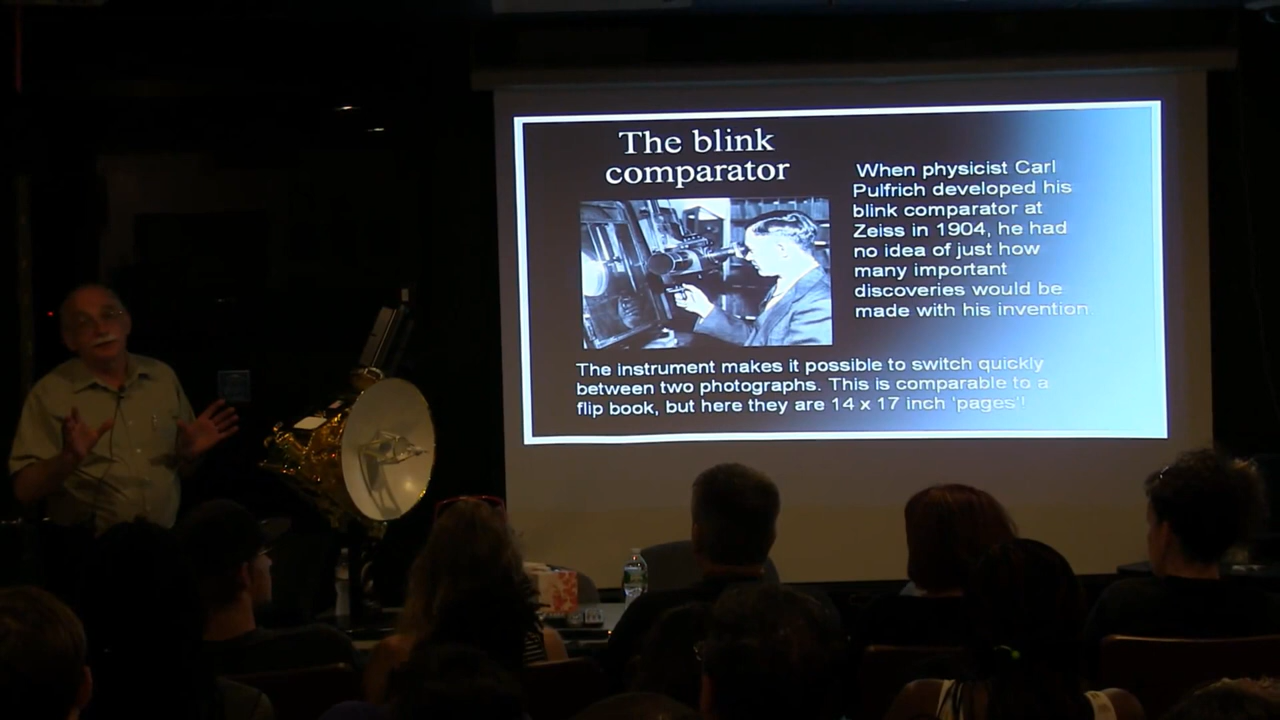 The blink
comparator
When physicist Carl
Pulfrich developed his
blink comparator at
Zeiss in 1904, he had
no idea of just how
many important
discoveries would be
made with his invention.
The instrument makes it possible to switch quickly
between two photographs. This is comparable to a
flip book, but here they are 14 x 17 inch 'pages'!